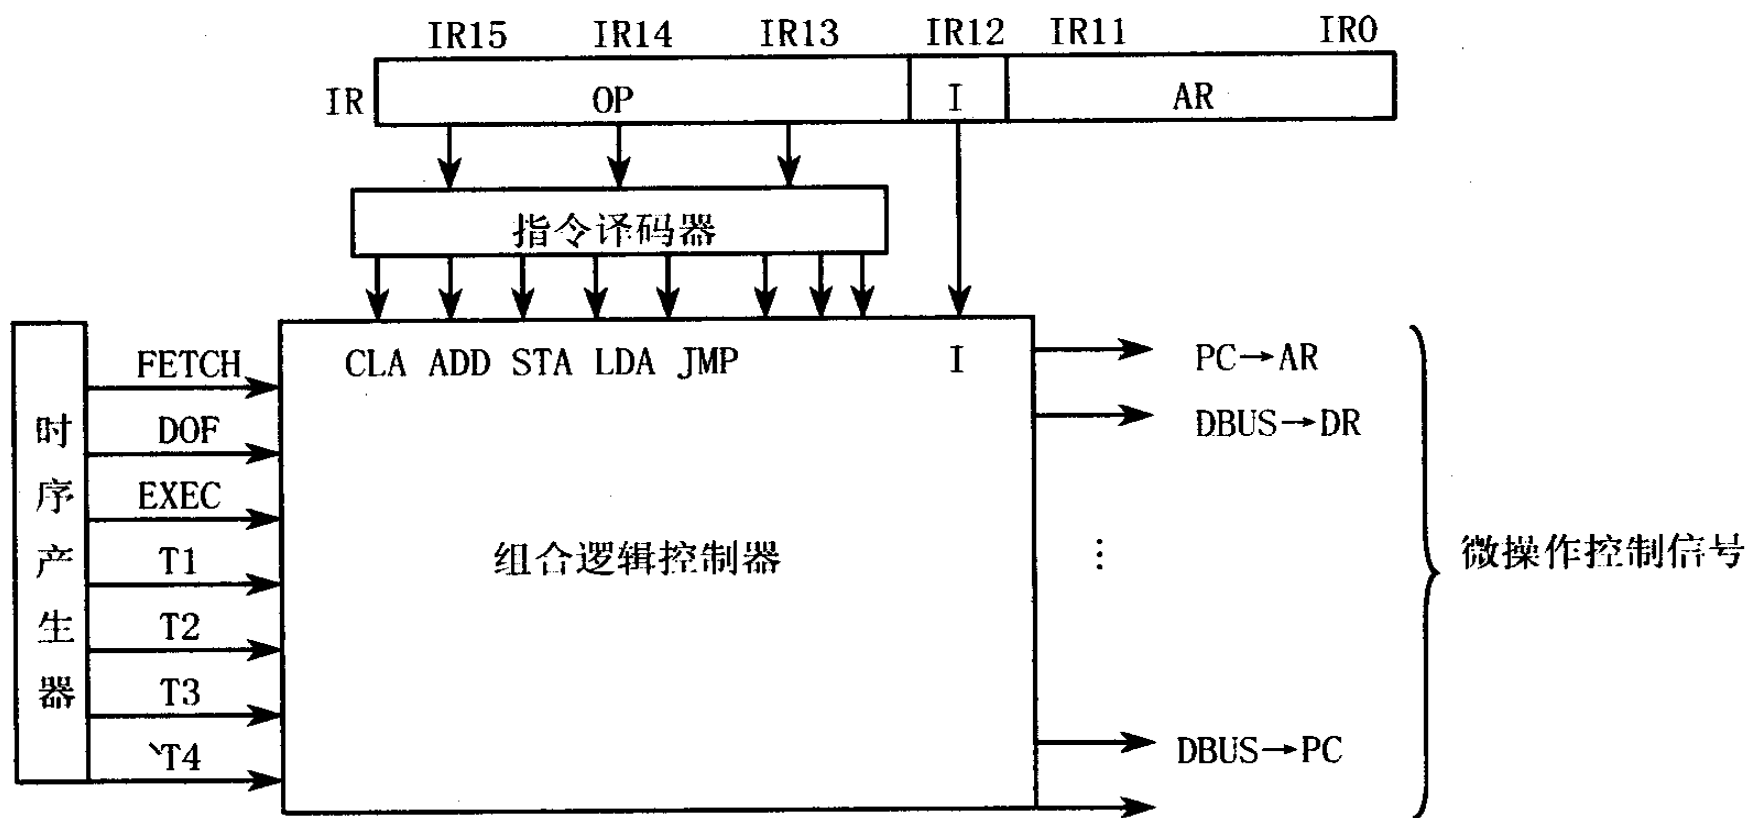 IR15 IR14 IR13 IR12 IR11 IR0
IR OP I AR
指令译码器
CLA ADD STA LDA JMP I
时序产生器
FETCH
DOF
EXEC
T1
T2
T3
T4
组合逻辑控制器
PC→AR
DBUS→DR
⋮
DBUS→PC
微操作控制信号